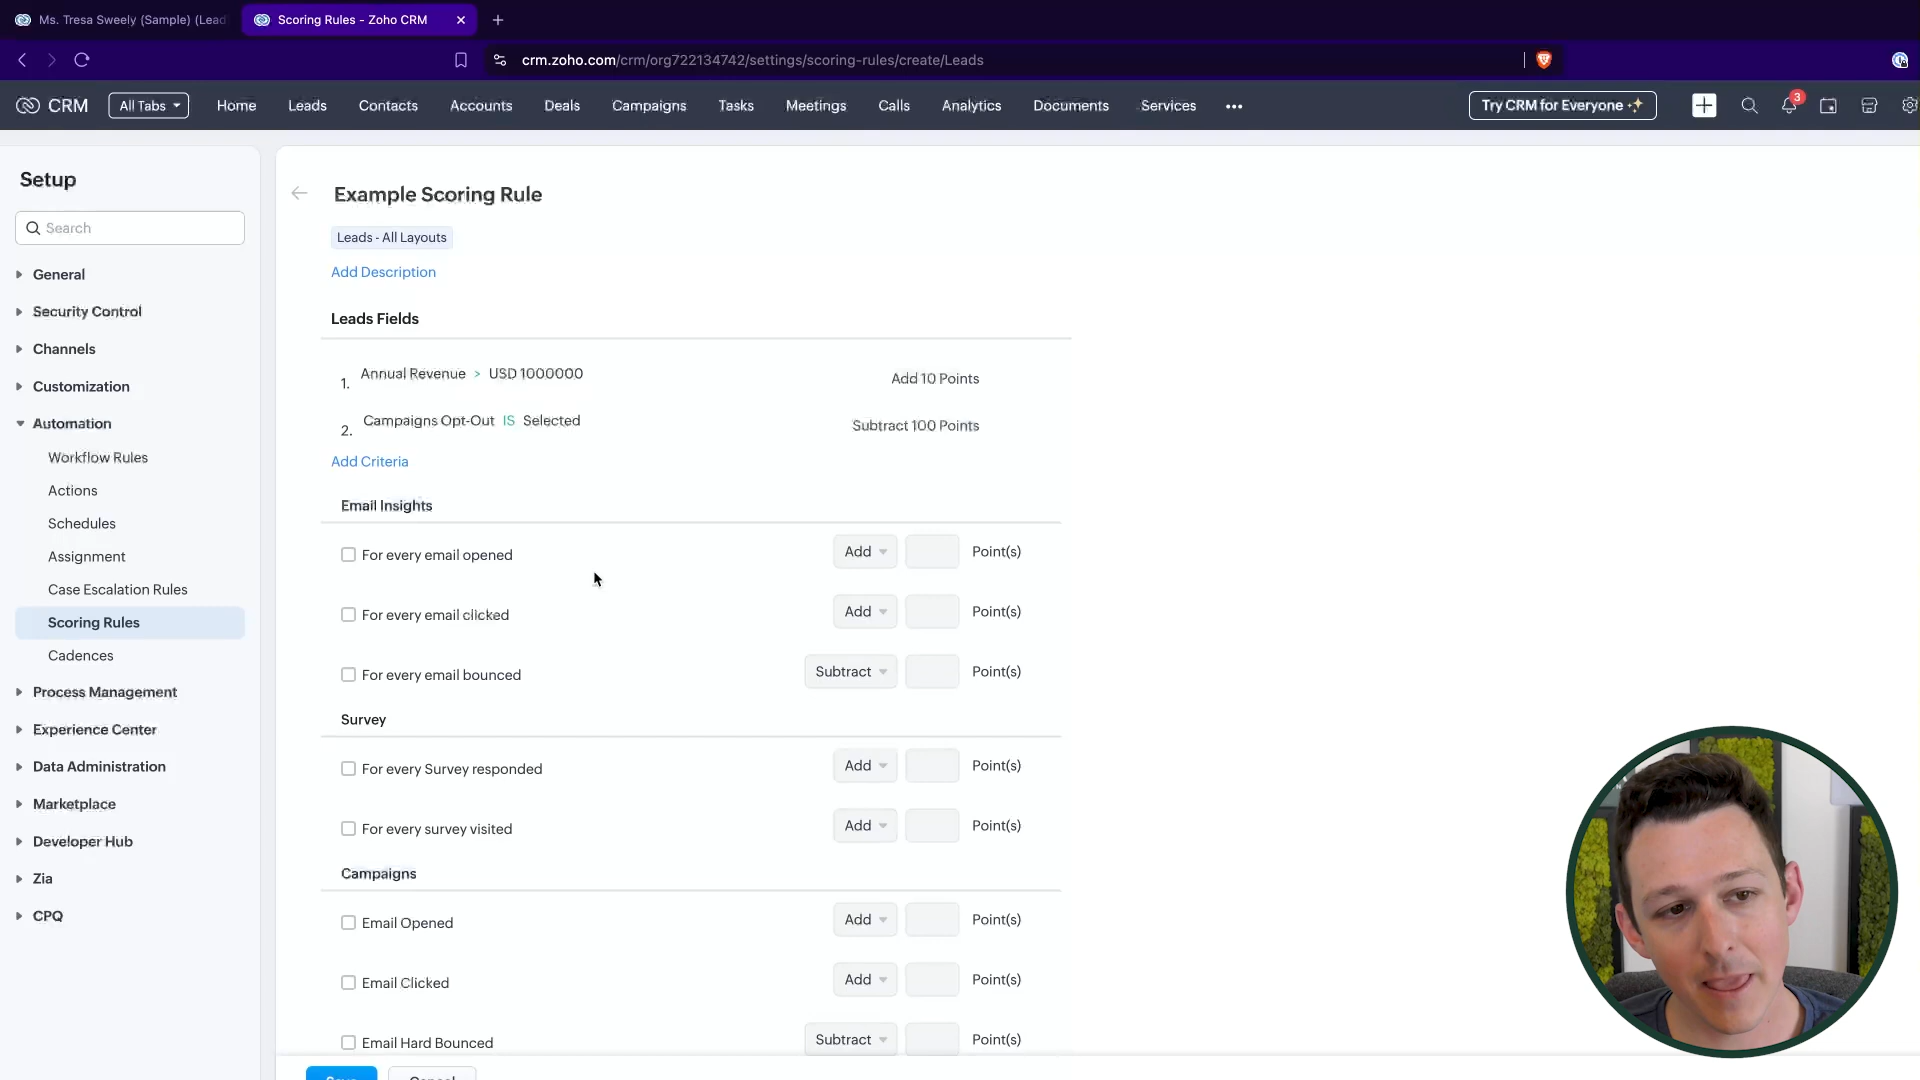 Ms. Tresa Sweely (Sample) (Lead
Scoring Rules - Zoho CRM
crm.zoho.com/crm/org722134742/settings/scoring-rules/create/Leads
CRM
All Tabs
Home
Leads
Contacts
Accounts
Deals
Campaigns
Tasks
Meetings
Calls
Analytics
Documents
Services
Try CRM for Everyone
3
Setup
Search
General
Security Control
Channels
Customization
Automation
Workflow Rules
Actions
Schedules
Assignment
Case Escalation Rules
Scoring Rules
Cadences
Process Management
Experience Center
Data Administration
Marketplace
Developer Hub
Zia
CPQ
Example Scoring Rule
Leads - All Layouts
Add Description
Leads Fields
1. Annual Revenue > USD 1000000 Add 10 Points
2. Campaigns Opt-Out IS Selected Subtract 100 Points
Add Criteria
Email Insights
For every email opened Add Point(s)
For every email clicked Add Point(s)
For every email bounced Subtract Point(s)
Survey
For every Survey responded Add Point(s)
For every survey visited Add Point(s)
Campaigns
Email Opened Add Point(s)
Email Clicked Add Point(s)
Email Hard Bounced Subtract Point(s)
Save Cancel